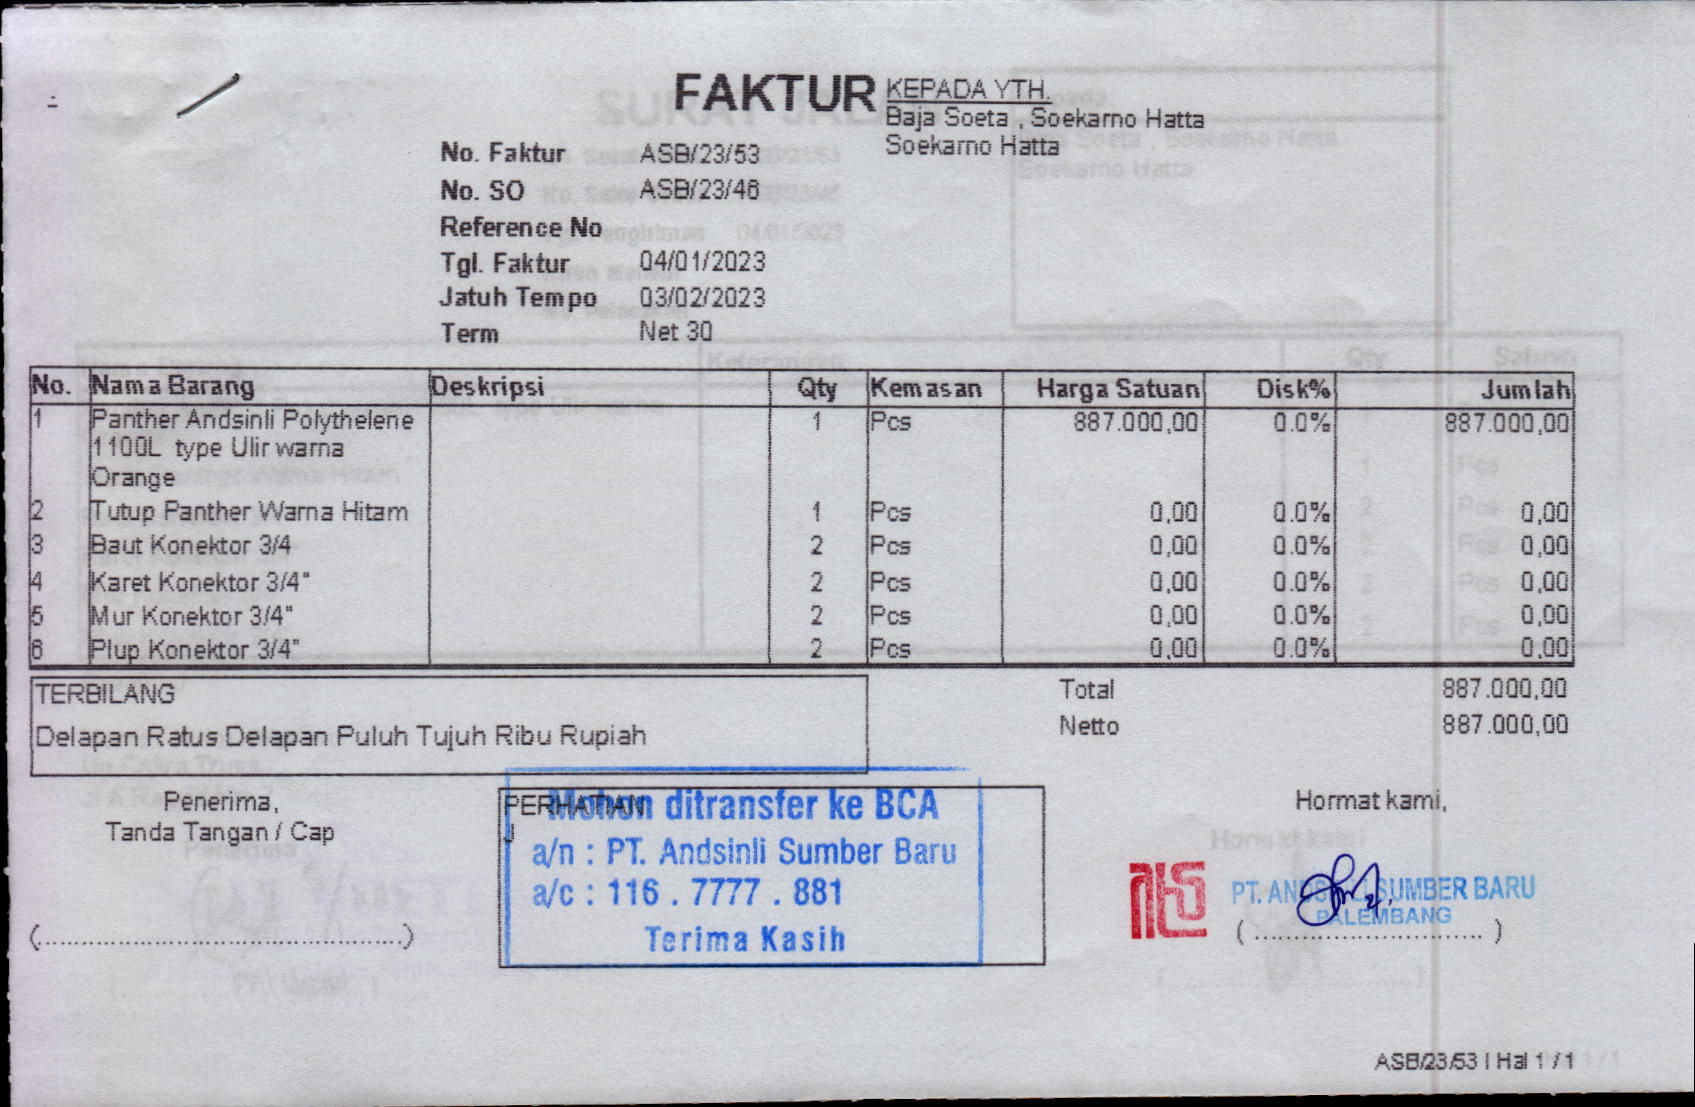 FAKTUR
KEPADA YTH.
Baja Soeta , Soekarno Hatta
Soekarno Hatta
No. Faktur ASB/23/53
No. SO ASB/23/46
Reference No
Tgl. Faktur 04/01/2023
Jatuh Tempo 03/02/2023
Term Net 30
No. Nama Barang Deskripsi Qty Kemasan Harga Satuan Disk% Jumlah
1 Panther Andsinli Polythelene 1 Pcs 887.000,00 0.0% 887.000,00
1100L type Ulir warna
Orange
2 Tutup Panther Warna Hitam 1 Pcs 0,00 0.0% 0,00
3 Baut Konektor 3/4 2 Pcs 0,00 0.0% 0,00
4 Karet Konektor 3/4" 2 Pcs 0,00 0.0% 0,00
5 Mur Konektor 3/4" 2 Pcs 0,00 0.0% 0,00
6 Plup Konektor 3/4" 2 Pcs 0,00 0.0% 0,00
TERBILANG
Delapan Ratus Delapan Puluh Tujuh Ribu Rupiah
Total 887.000,00
Netto 887.000,00
Penerima,
Tanda Tangan / Cap
(..............................................)
PERHATIAN
Mohon ditransfer ke BCA
a/n : PT. Andsinli Sumber Baru
a/c : 116 . 7777 . 881
Terima Kasih
Hormat kami,
PT. ANDSINLI SUMBER BARU
PALEMBANG
( .............................. )
ASB/23/53 | Hal 1 / 1